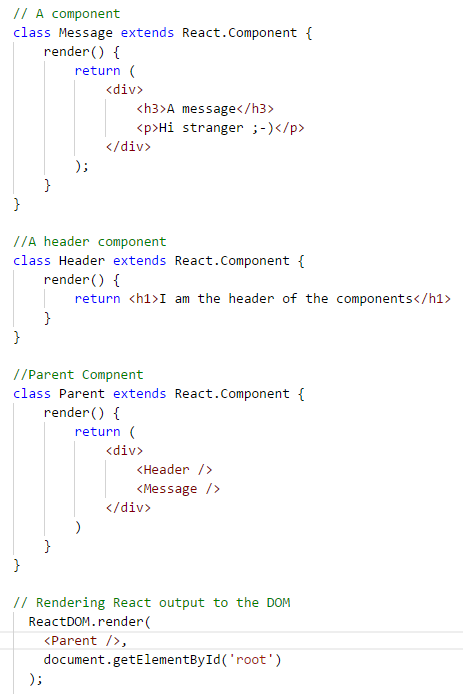 // A component
class Message extends React.Component {
    render() {
        return (
            <div>
                <h3>A message</h3>
                <p>Hi stranger ;-)</p>
            </div>
        );
    }
}

//A header component
class Header extends React.Component {
    render() {
        return <h1>I am the header of the components</h1>
    }
}

//Parent Compnent
class Parent extends React.Component {
    render() {
        return (
            <div>
                <Header />
                <Message />
            </div>
        )
    }
}

// Rendering React output to the DOM
  ReactDOM.render(
    <Parent />,
    document.getElementById('root')
  );